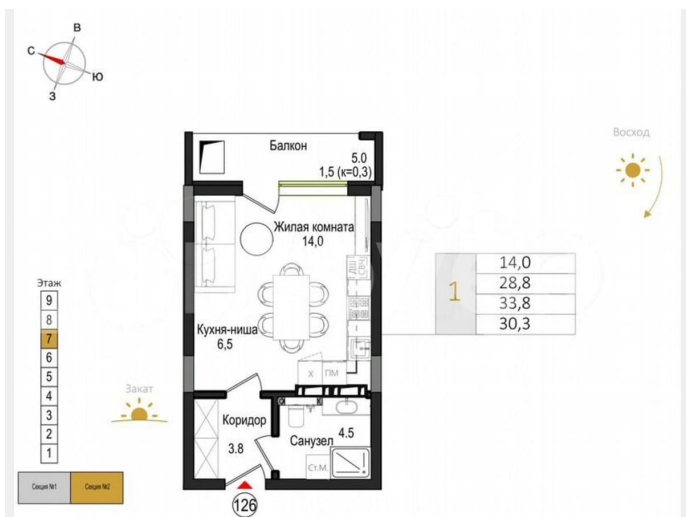 В
С
Ю
З
Балкон
5.0
1,5 (к=0,3)
Восход
Жилая комната
14,0
ДШ
СВЧ
Кухня-ниша
6,5
Х ПМ
1
14,0
28,8
33,8
30,3
Этаж
9
8
7
6
5
4
3
2
1
Закат
Коридор
3.8
Санузел
4.5
Ст.М.
126
Секция №1
Секция №2